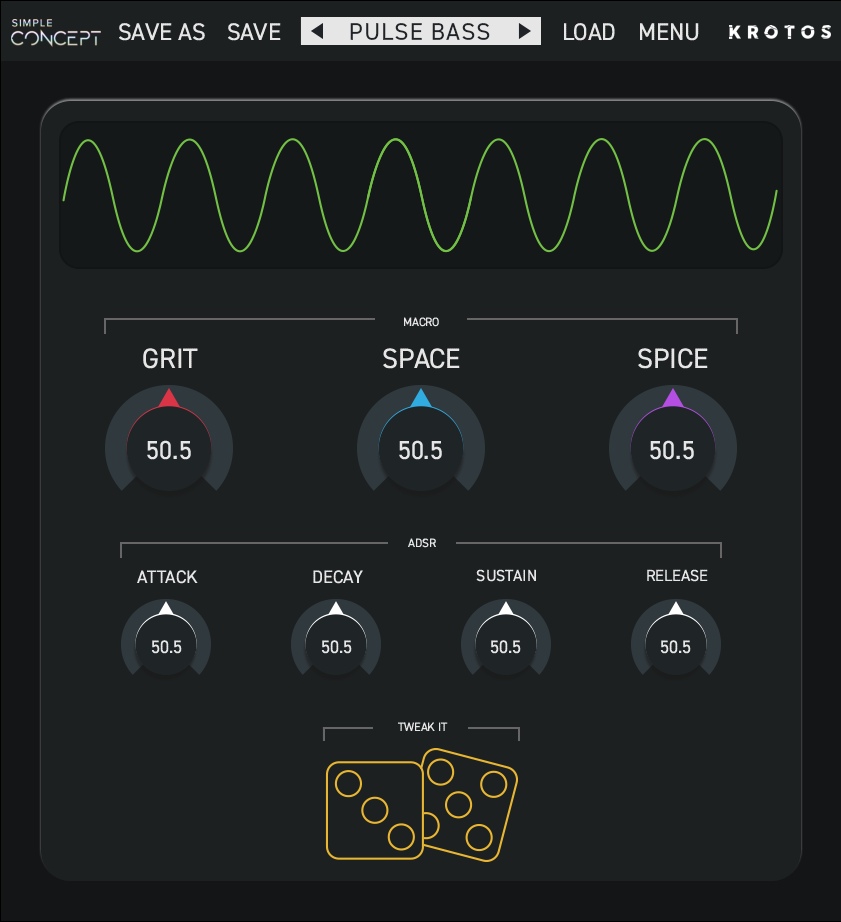 SIMPLE
CONCEPT
SAVE AS SAVE PULSE BASS LOAD MENU KROTOS
MACRO
GRIT SPACE SPICE
50.5 50.5 50.5
ADSR
ATTACK DECAY SUSTAIN RELEASE
50.5 50.5 50.5 50.5
TWEAK IT